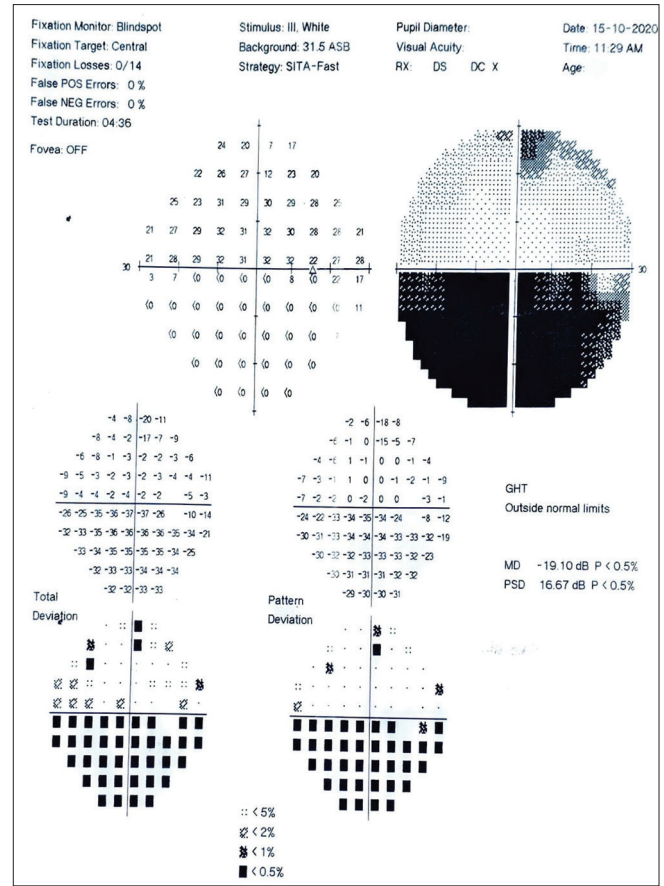 Fixation Monitor: Blindspot Stimulus: III, White Pupil Diameter: Date: 15-10-2020
Fixation Target: Central Background: 31.5 ASB Visual Acuity: Time: 11:29 AM
Fixation Losses: 0/14 Strategy: SITA-Fast RX: DS DC X Age:
False POS Errors: 0 %
False NEG Errors: 0 %
Test Duration: 04:36
Fovea: OFF
24 20 7 17
22 26 27 12 23 20
25 23 31 29 30 29 28
21 27 29 32 31 32 30 28 21
21 28 29 32 31 32 32 22 27 28
30 30
3 7 <0 <0 <0 <0 8 <0 22 17
<0 <0 <0 <0 <0 <0 <0 <0 11
<0 <0 <0 <0 <0 <0 <0
<0 <0 <0 <0 <0 <0
<0 <0 <0 <0
-4 -8 -20 -11 -2 -6 -18 -8
-8 -4 -2 -17 -7 -9 -1 0 -15 -5 -7
-6 -8 -1 -3 -2 -2 -3 -6 -4 1 -1 0 0 -1 -4
-9 -5 -3 -2 -3 -2 -3 -4 -4 -11 -7 -3 -1 1 0 0 -1 -2 -1 -9
-9 -4 -4 -2 -4 -2 -2 -5 -3 -7 -2 -2 0 -2 0 0 -3 -1
-26 -25 -35 -36 -37 -37 -26 -10 -14 -24 -22 -33 -34 -35 -34 -24 -8 -12
-32 -33 -35 -36 -36 -36 -36 -35 -34 -21 -30 -31 -33 -34 -34 -34 -34 -33 -32 -19
-33 -34 -35 -35 -35 -35 -34 -25 -30 -32 -32 -33 -33 -33 -32 -23
-32 -33 -33 -34 -34 -34 -30 -31 -31 -31 -32 -32
-32 -32 -33 -33 -29 -30 -30 -31
GHT
Outside normal limits
MD -19.10 dB P < 0.5%
PSD 16.67 dB P < 0.5%
Total
Deviation
Pattern
Deviation
< 5%
< 2%
< 1%
< 0.5%